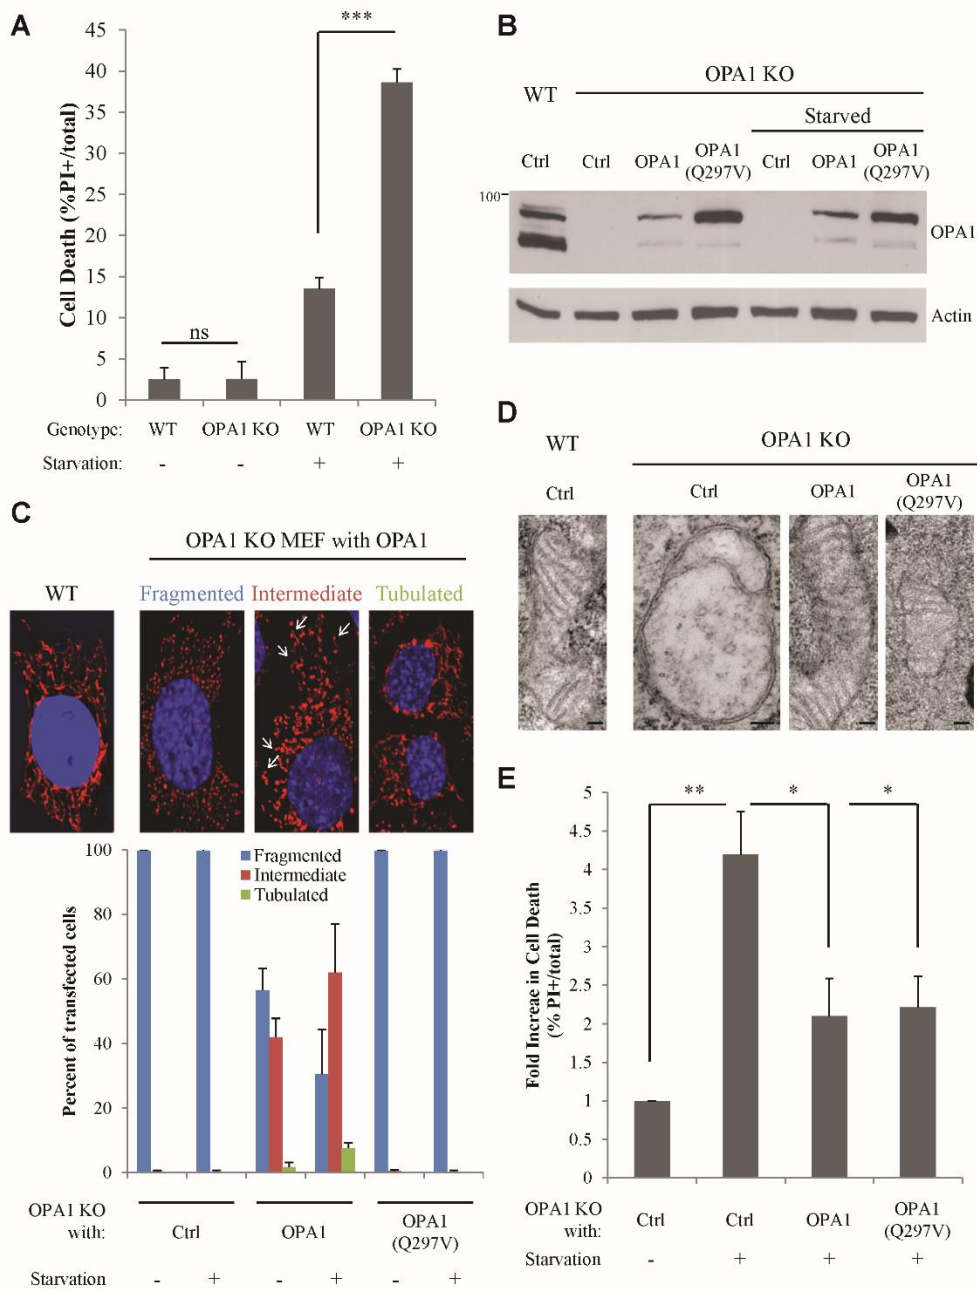 A
***
45
40
35
30
25
20
15
10
5
0
Cell Death (%PI+/total)
ns
Genotype: WT OPA1 KO WT OPA1 KO
Starvation: - - + +
B
OPA1 KO
WT
Starved
Ctrl Ctrl OPA1 OPA1 (Q297V) Ctrl OPA1 OPA1 (Q297V)
100
OPA1
Actin
C
OPA1 KO MEF with OPA1
WT Fragmented Intermediate Tubulated
Fragmented
Intermediate
Tubulated
100
80
60
40
20
0
Percent of transfected cells
OPA1 KO
with: Ctrl OPA1 OPA1 (Q297V)
Starvation - + - + - +
D
WT OPA1 KO
Ctrl Ctrl OPA1 OPA1 (Q297V)
E
** * *
5
4.5
4
3.5
3
2.5
2
1.5
1
0.5
0
Fold Increae in Cell Death
(% PI+/total)
OPA1 KO
with: Ctrl Ctrl OPA1 OPA1 (Q297V)
Starvation - + + +